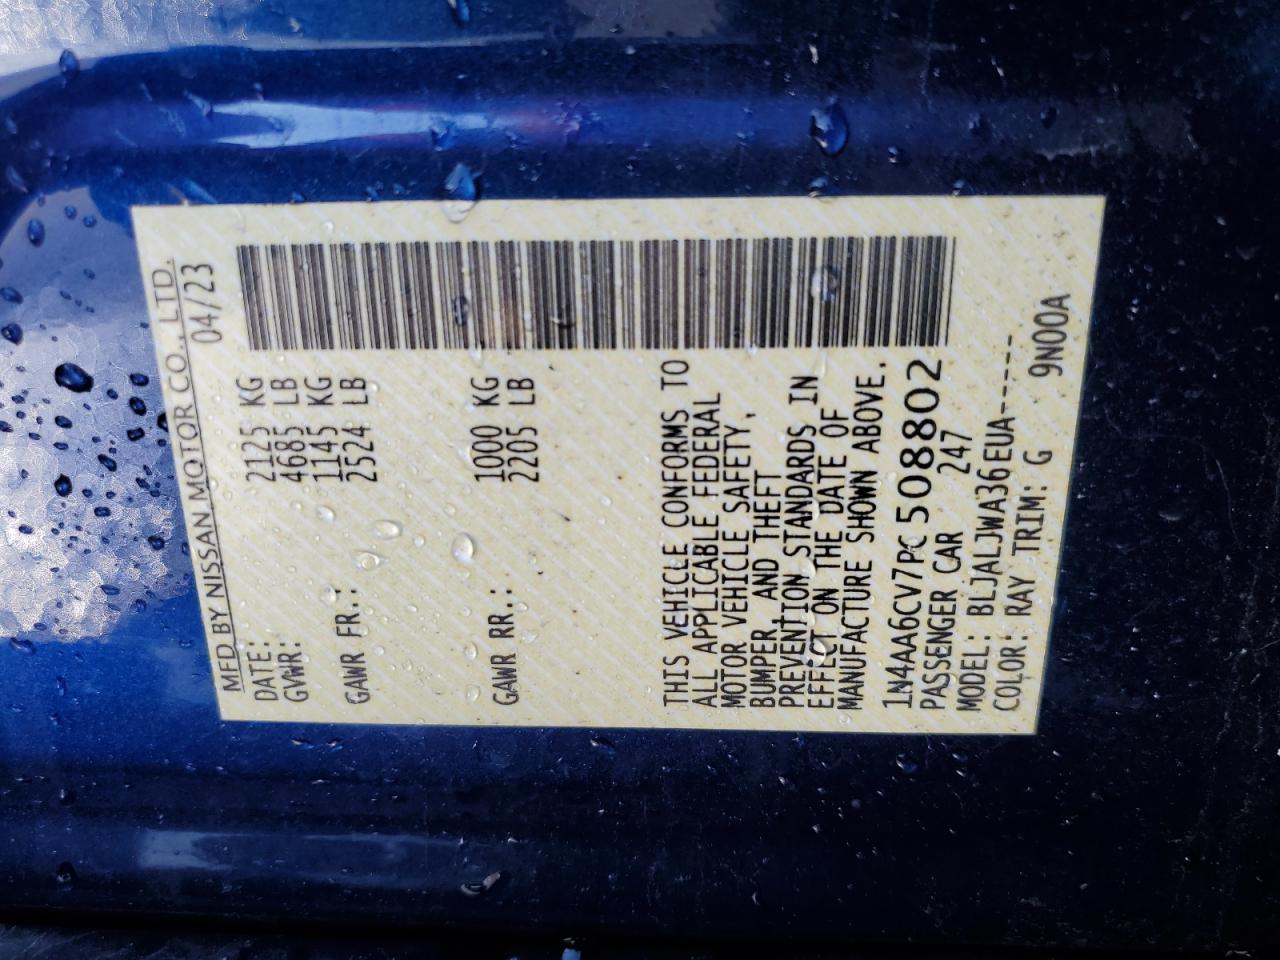 MFD BY NISSAN MOTOR CO., LTD.
DATE: 04/23
GVWR: 2125 KG
4685 LB
GAWR FR.: 1145 KG
2524 LB
GAWR RR.: 1000 KG
2205 LB
THIS VEHICLE CONFORMS TO
ALL APPLICABLE FEDERAL
MOTOR VEHICLE SAFETY,
BUMPER, AND THEFT
PREVENTION STANDARDS IN
EFFECT ON THE DATE OF
MANUFACTURE SHOWN ABOVE.
1N4AA6CV7PC508802
PASSENGER CAR 247
MODEL: BLJALJWA36EUA-----
COLOR: RAY TRIM: G 9N00A